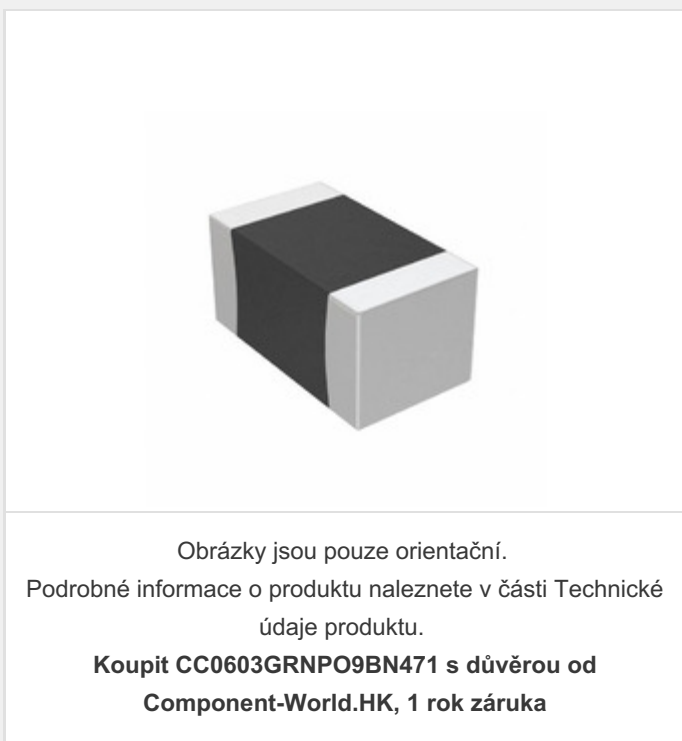 Obrázky jsou pouze orientační.
Podrobné informace o produktu naleznete v části Technické
údaje produktu.
Koupit CC0603GRNPO9BN471 s důvěrou od
Component-World.HK, 1 rok záruka